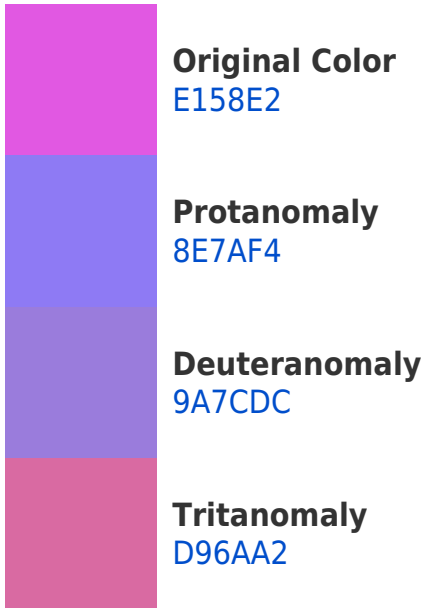 Original Color
E158E2
Protanomaly
8E7AF4
Deuteranomaly
9A7CDC
Tritanomaly
D96AA2